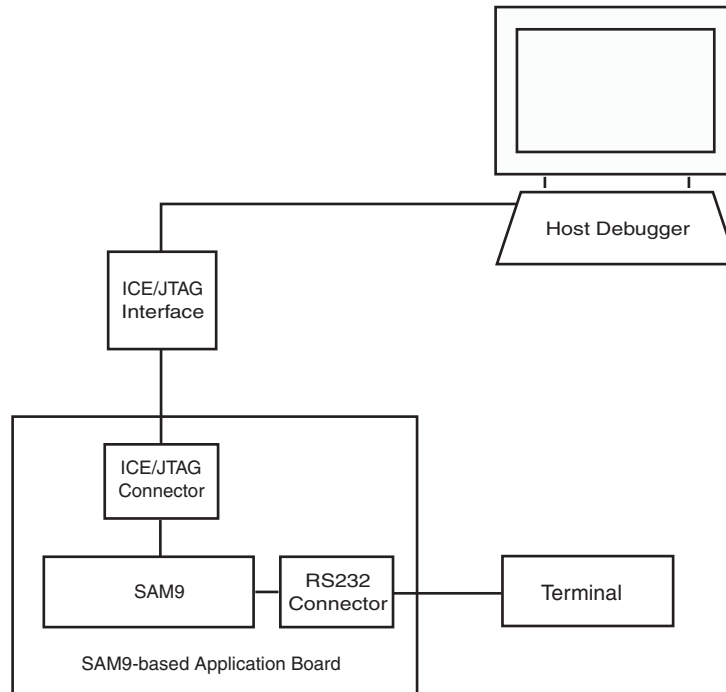 Host Debugger
ICE/JTAG
Interface
ICE/JTAG
Connector
SAM9
RS232
Connector
Terminal
SAM9-based Application Board